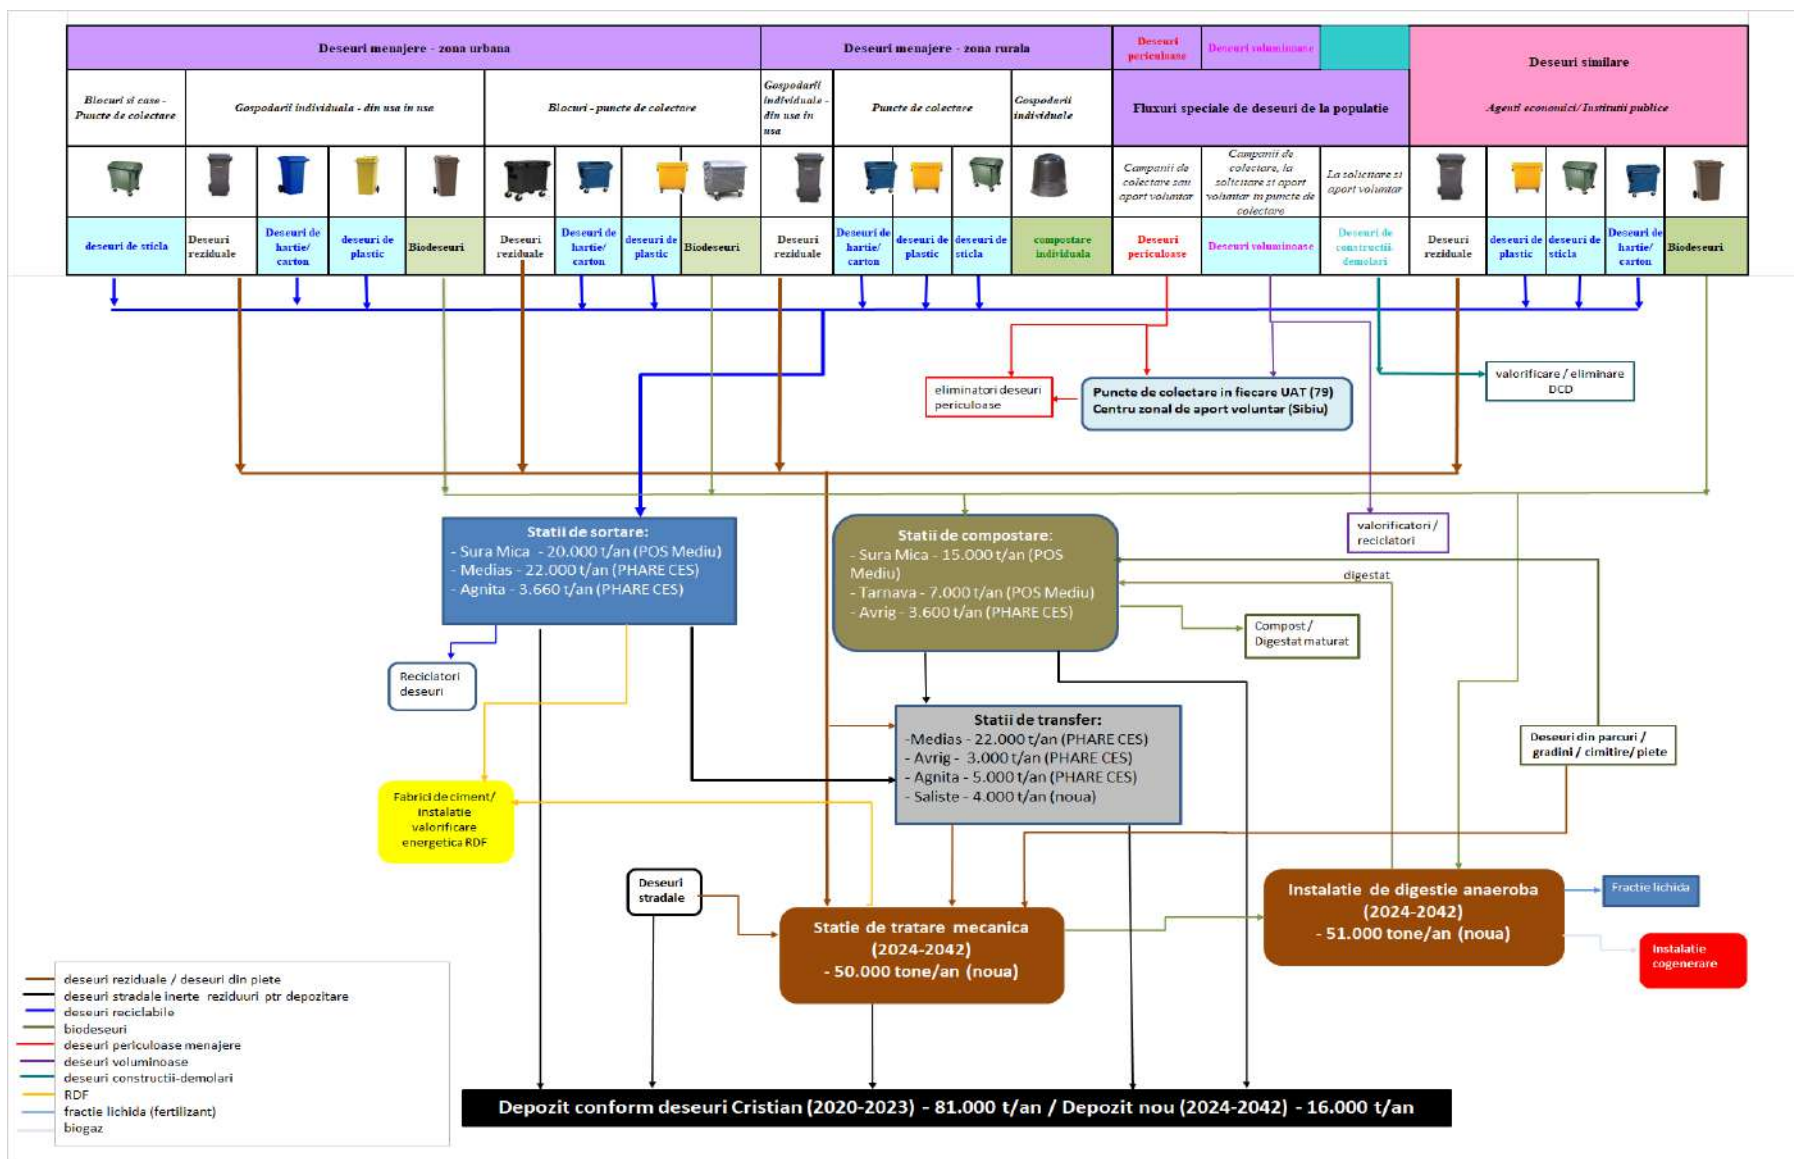 Deseuri menajere - zona urbana
Deseuri menajere - zona rurala
Deseuri
periculoase
Deseuri voluminoase
Deseuri similare
Blocuri si case -
Puncte de colectare
Gospodarii individuala - din usa in usa
Blocuri - puncte de colectare
Gospodarii
individuale -
din usa in
usa
Puncte de colectare
Gospodarii
individuale
Fluxuri speciale de deseuri de la populatie
Agenti economici/ Institutii publice
Campanii de
colectare sau
aport voluntar
Campanii de
colectare, la
solicitare si aport
voluntar in puncte de
colectare
La solicitare si
aport voluntar
deseuri de sticla
Deseuri
reziduale
Deseuri de
hartie/
carton
deseuri de
plastic
Biodeseuri
Deseuri
reziduale
Deseuri de
hartie/
carton
deseuri de
plastic
Biodeseuri
Deseuri
reziduale
Deseuri de
hartie/
carton
deseuri de
plastic
deseuri de
sticla
compostare
individuala
Deseuri
periculoase
Deseuri voluminoase
Deseuri de
constructii-
demolari
Deseuri
reziduale
deseuri de
plastic
deseuri de
sticla
Deseuri de
hartie/
carton
Biodeseuri
eliminatori deseuri
periculoase
Puncte de colectare in fiecare UAT (79)
Centru zonal de aport voluntar (Sibiu)
valorificare / eliminare
DCD
Statii de sortare:
- Sura Mica - 20.000 t/an (POS Mediu)
- Medias - 22.000 t/an (PHARE CES)
- Agnita - 3.660 t/an (PHARE CES)
Statii de compostare:
- Sura Mica - 15.000 t/an (POS
Mediu)
- Tarnava - 7.000 t/an (POS Mediu)
- Avrig - 3.600 t/an (PHARE CES)
valorificatori /
reciclatori
digestat
Compost /
Digestat maturat
Reciclatori
deseuri
Statii de transfer:
-Medias - 22.000 t/an (PHARE CES)
- Avrig - 3.000 t/an (PHARE CES)
- Agnita - 5.000 t/an (PHARE CES)
- Saliste - 4.000 t/an (noua)
Deseuri din parcuri /
gradini / cimitire/ piete
Fabrici de ciment/
instalatie
valorificare
energetica RDF
Deseuri
stradale
Statie de tratare mecanica
(2024-2042)
- 50.000 tone/an (noua)
Instalatie de digestie anaeroba
(2024-2042)
- 51.000 tone/an (noua)
Fractie lichida
Instalatie
cogenerare
deseuri reziduale / deseuri din piete
deseuri stradale inerte reziduuri ptr depozitare
deseuri reciclabile
biodeseuri
deseuri periculoase menajere
deseuri voluminoase
deseuri constructii-demolari
RDF
fractie lichida (fertilizant)
biogaz
Depozit conform deseuri Cristian (2020-2023) - 81.000 t/an / Depozit nou (2024-2042) - 16.000 t/an